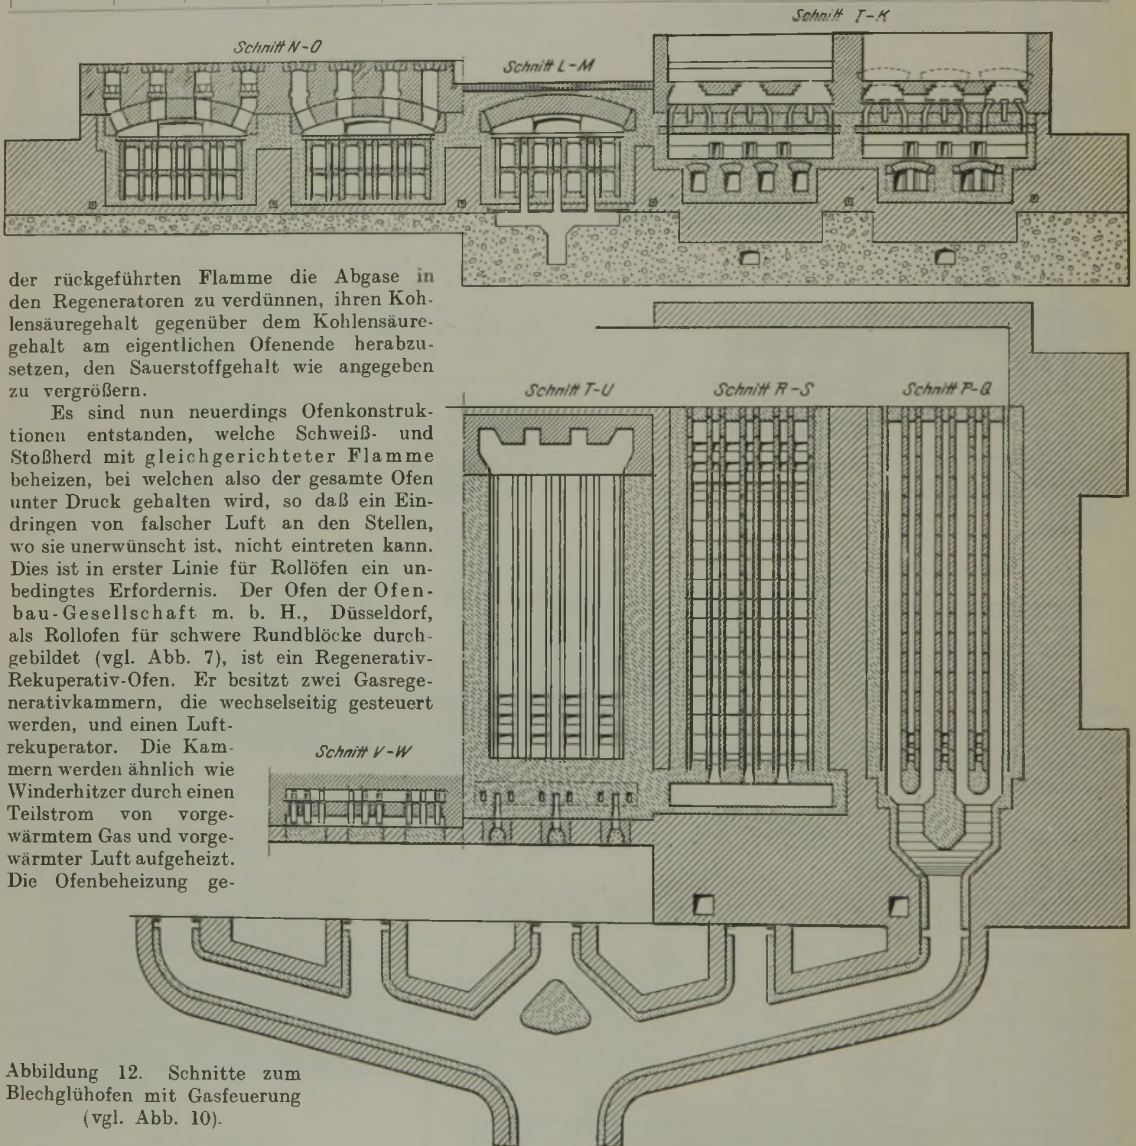 Schnitt I-K
Schnitt N-O
Schnitt L-M
der rückgeführten Flamme die Abgase in
den Regeneratoren zu verdünnen, ihren Koh-
lensäuregehalt gegenüber dem Kohlensäure-
gehalt am eigentlichen Ofenende herabzu-
setzen, den Sauerstoffgehalt wie angegeben
zu vergrößern.
Es sind nun neuerdings Ofenkonstruk-
tionen entstanden, welche Schweiß- und
Stoßherd mit gleichgerichteter Flamme
beheizen, bei welchen also der gesamte Ofen
unter Druck gehalten wird, so daß ein Ein-
dringen von falscher Luft an den Stellen,
wo sie unerwünscht ist, nicht eintreten kann.
Dies ist in erster Linie für Rollöfen ein un-
bedingtes Erfordernis. Der Ofen der Ofen-
bau-Gesellschaft m. b. H., Düsseldorf,
als Rollofen für schwere Rundblöcke durch-
gebildet (vgl. Abb. 7), ist ein Regenerativ-
Rekuperativ-Ofen. Er besitzt zwei Gasrege-
nerativkammern, die wechselseitig gesteuert
werden, und einen Luft-
rekuperator. Die Kam-
mern werden ähnlich wie
Winderhitzer durch einen
Teilstrom von vorge-
wärmtem Gas und vorge-
wärmter Luft aufgeheizt.
Die Ofenbeheizung ge-
Schnitt T-U
Schnitt R-S
Schnitt P-Q
Schnitt V-W
Abbildung 12. Schnitte zum
Blechglühofen mit Gasfeuerung
(vgl. Abb. 10).